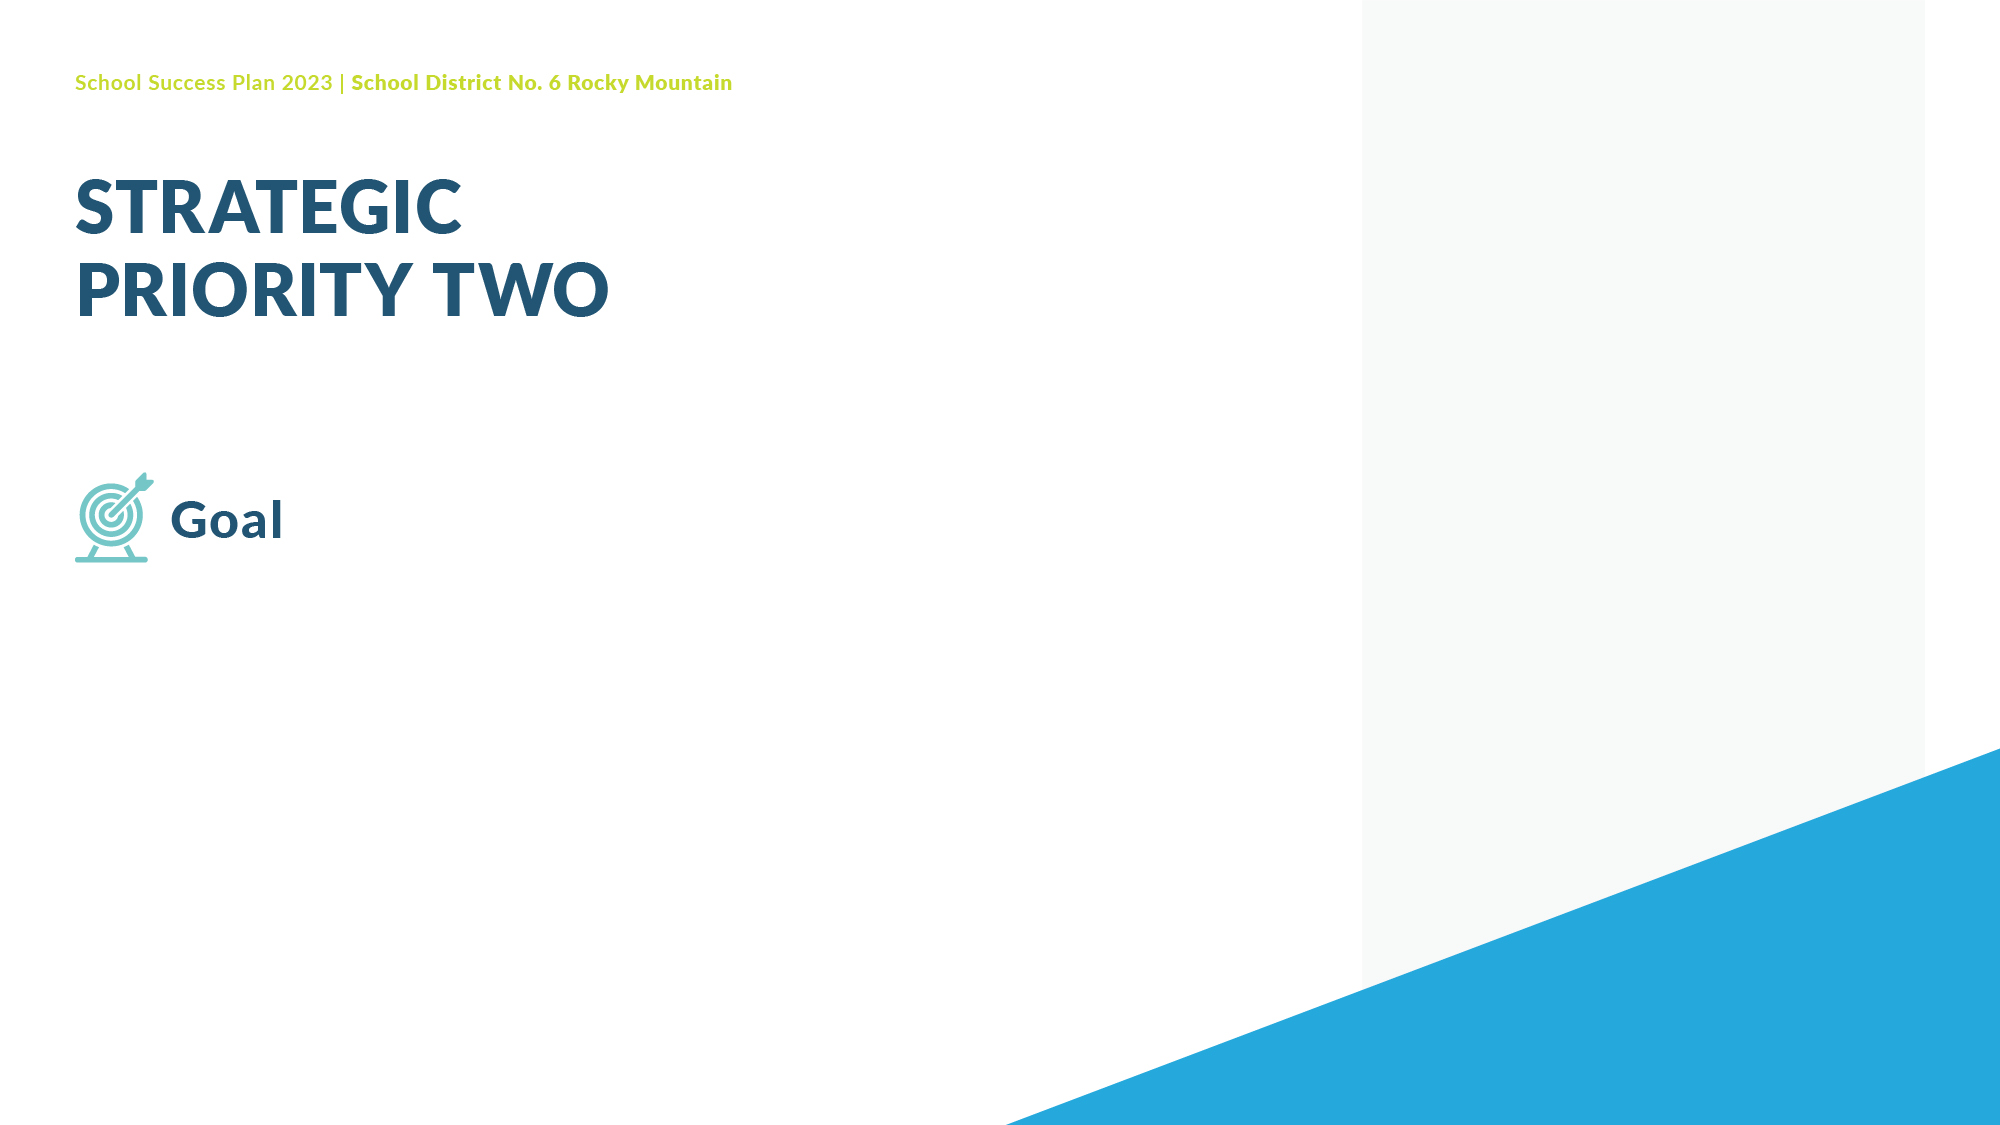 School Success Plan 2023 | School District No. 6 Rocky Mountain
STRATEGIC
PRIORITY TWO
Goal